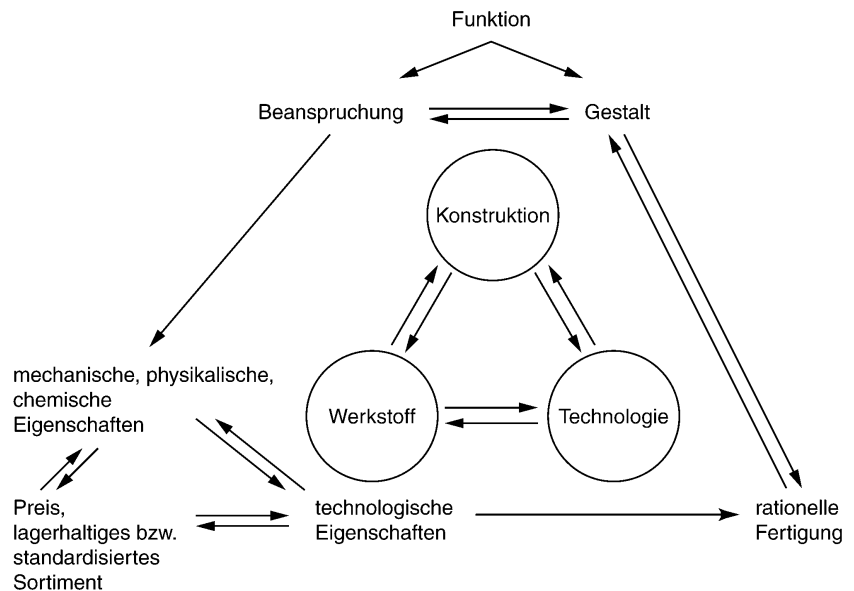 Funktion
Beanspruchung
Gestalt
Konstruktion
mechanische, physikalische,
chemische
Eigenschaften
Werkstoff
Technologie
Preis,
lagerhaltiges bzw.
standardisiertes
Sortiment
technologische
Eigenschaften
rationelle
Fertigung